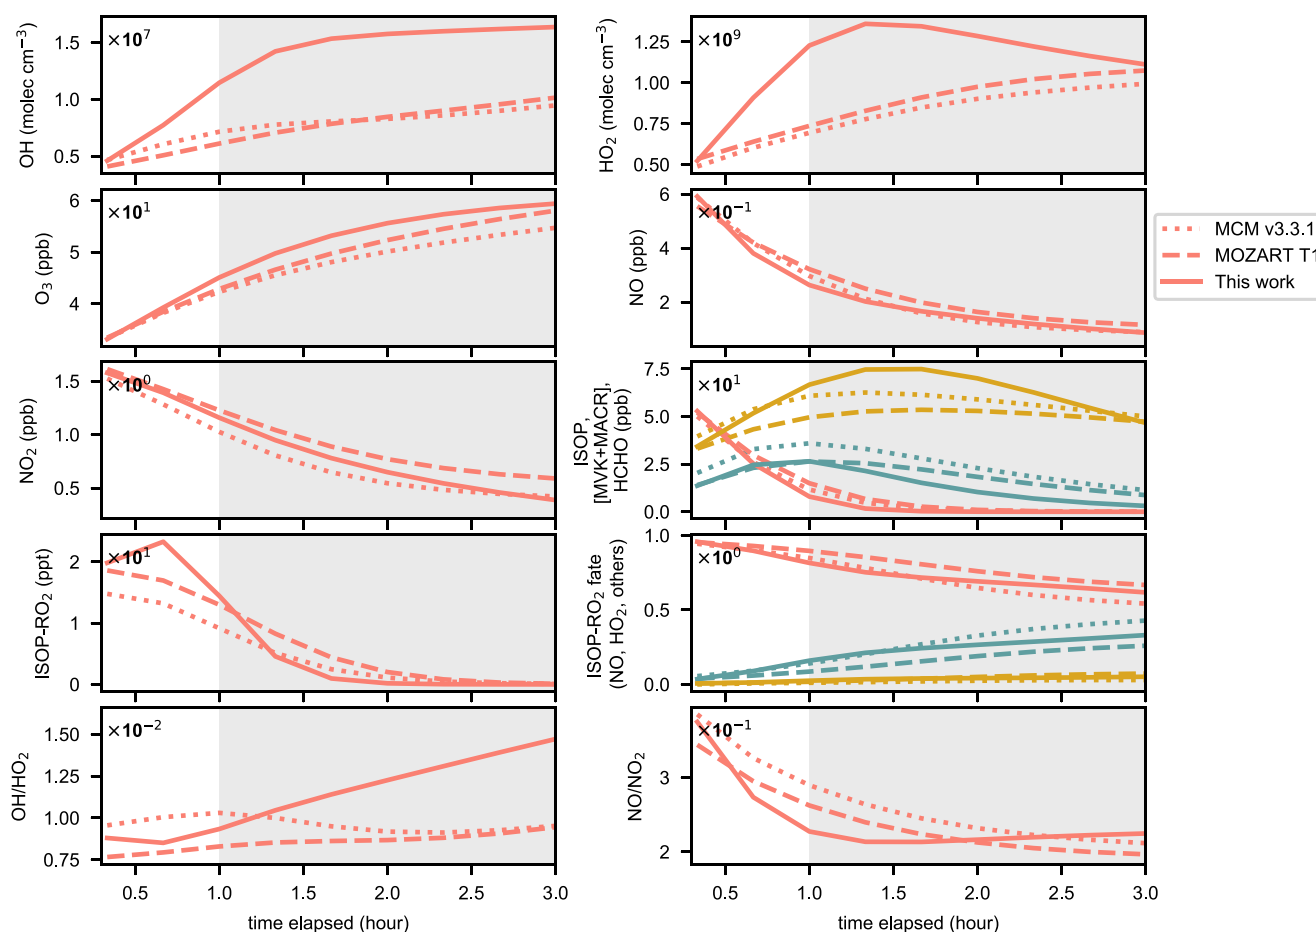 OH (molec cm⁻³)
×10⁷
1.5
1.0
0.5
HO₂ (molec cm⁻³)
×10⁹
1.25
1.00
0.75
0.50
O₃ (ppb)
×10¹
6
5
4
NO (ppb)
×10⁻¹
6
4
2
MCM v3.3.1
MOZART T1
This work
NO₂ (ppb)
×10⁰
1.5
1.0
0.5
ISOP,
[MVK+MACR],
HCHO (ppb)
×10¹
7.5
5.0
2.5
0.0
ISOP-RO₂ (ppt)
×10¹
2
1
0
ISOP-RO₂ fate
(NO, HO₂, others)
×10⁰
1.0
0.5
0.0
OH/HO₂
×10⁻²
1.50
1.25
1.00
0.75
0.5 1.0 1.5 2.0 2.5 3.0
time elapsed (hour)
NO/NO₂
×10⁻¹
3
2
0.5 1.0 1.5 2.0 2.5 3.0
time elapsed (hour)